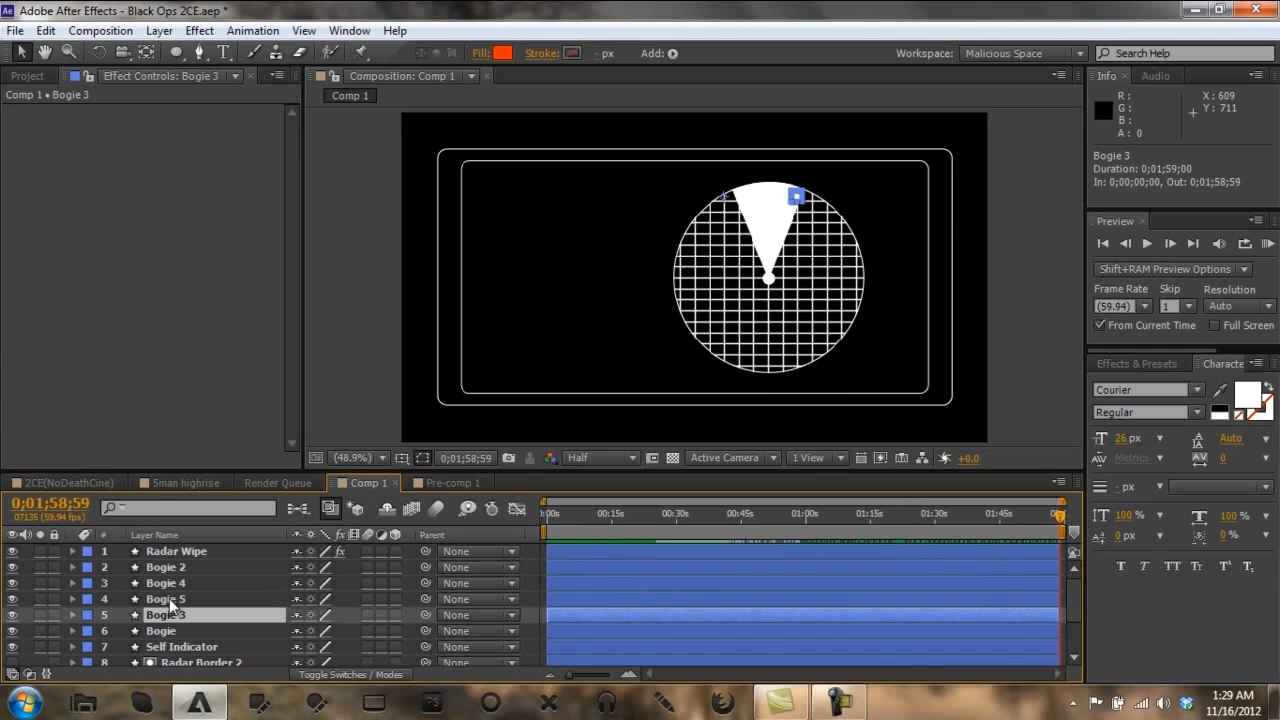 Ae Adobe After Effects - Black Ops 2CE.aep *
File Edit Composition Layer Effect Animation View Window Help
Fill: Stroke: - px Add: Workspace: Malicious Space Search Help
Project Effect Controls: Bogie 3 Composition: Comp 1 Info Audio
Comp 1 • Bogie 3 Comp 1
R : X : 609
G : Y : 711
B :
A : 0
Bogie 3
Duration: 0;01;59;00
In: 0;00;00;00, Out: 0;01;58;59
Preview
Shift+RAM Preview Options
Frame Rate Skip Resolution
(59.94) 1 Auto
From Current Time Full Screen
Effects & Presets Characte
Courier
Regular
26 px Auto
Metrics 0
- px
100 % 100 %
0 px 0 %
T T TT Tr T' T,
(48.9%) 0;01;58;59 Half Active Camera 1 View +0.0
2CE(NoDeathCine) Sman highrise Render Queue Comp 1 Pre-comp 1
0;01;58;59
07135 (59.94 fps)
:00s 00:15s 00:30s 00:45s 01:00s 01:15s 01:30s 01:45s
# Layer Name Parent
1 Radar Wipe fx None
2 Bogie 2 None
3 Bogie 4 None
4 Bogie 5 None
5 Bogie 3 None
6 Bogie None
7 Self Indicator None
8 Radar Border 2 None
Toggle Switches / Modes
1:29 AM
11/16/2012